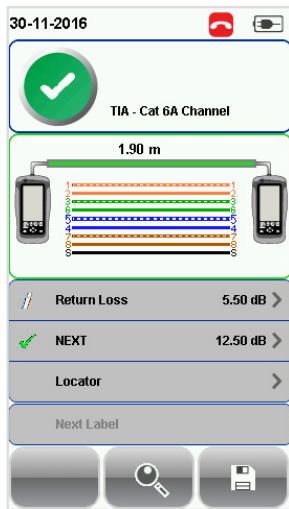 30-11-2016
TIA - Cat 6A Channel
1.90 m
1 1
2 2
3 3
6 6
5 5
4 4
7 7
8 8
S S
Return Loss 5.50 dB
NEXT 12.50 dB
Locator
Next Label